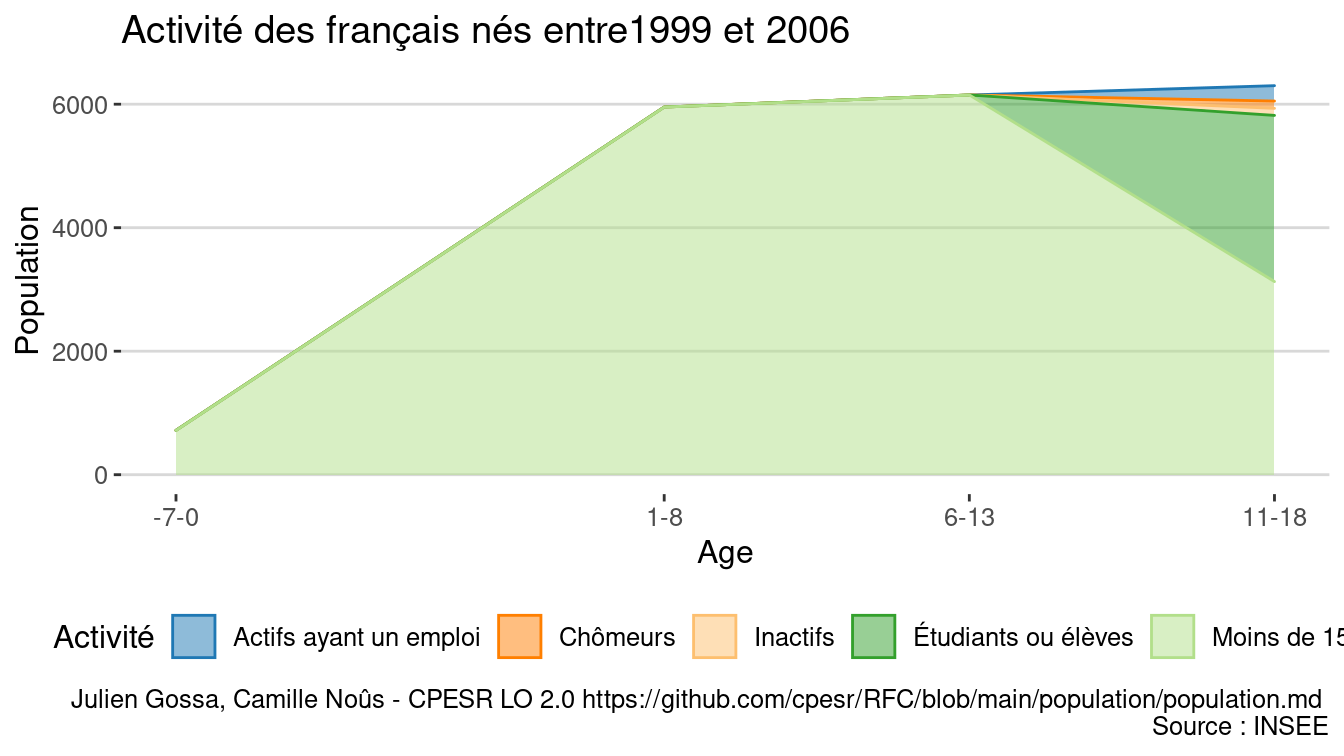 Activité des français nés entre1999 et 2006
Population
6000
4000
2000
0
-7-0 1-8 6-13 11-18
Age
Activité Actifs ayant un emploi Chômeurs Inactifs Étudiants ou élèves Moins de 15
Julien Gossa, Camille Noûs - CPESR LO 2.0 https://github.com/cpesr/RFC/blob/main/population/population.md
Source : INSEE